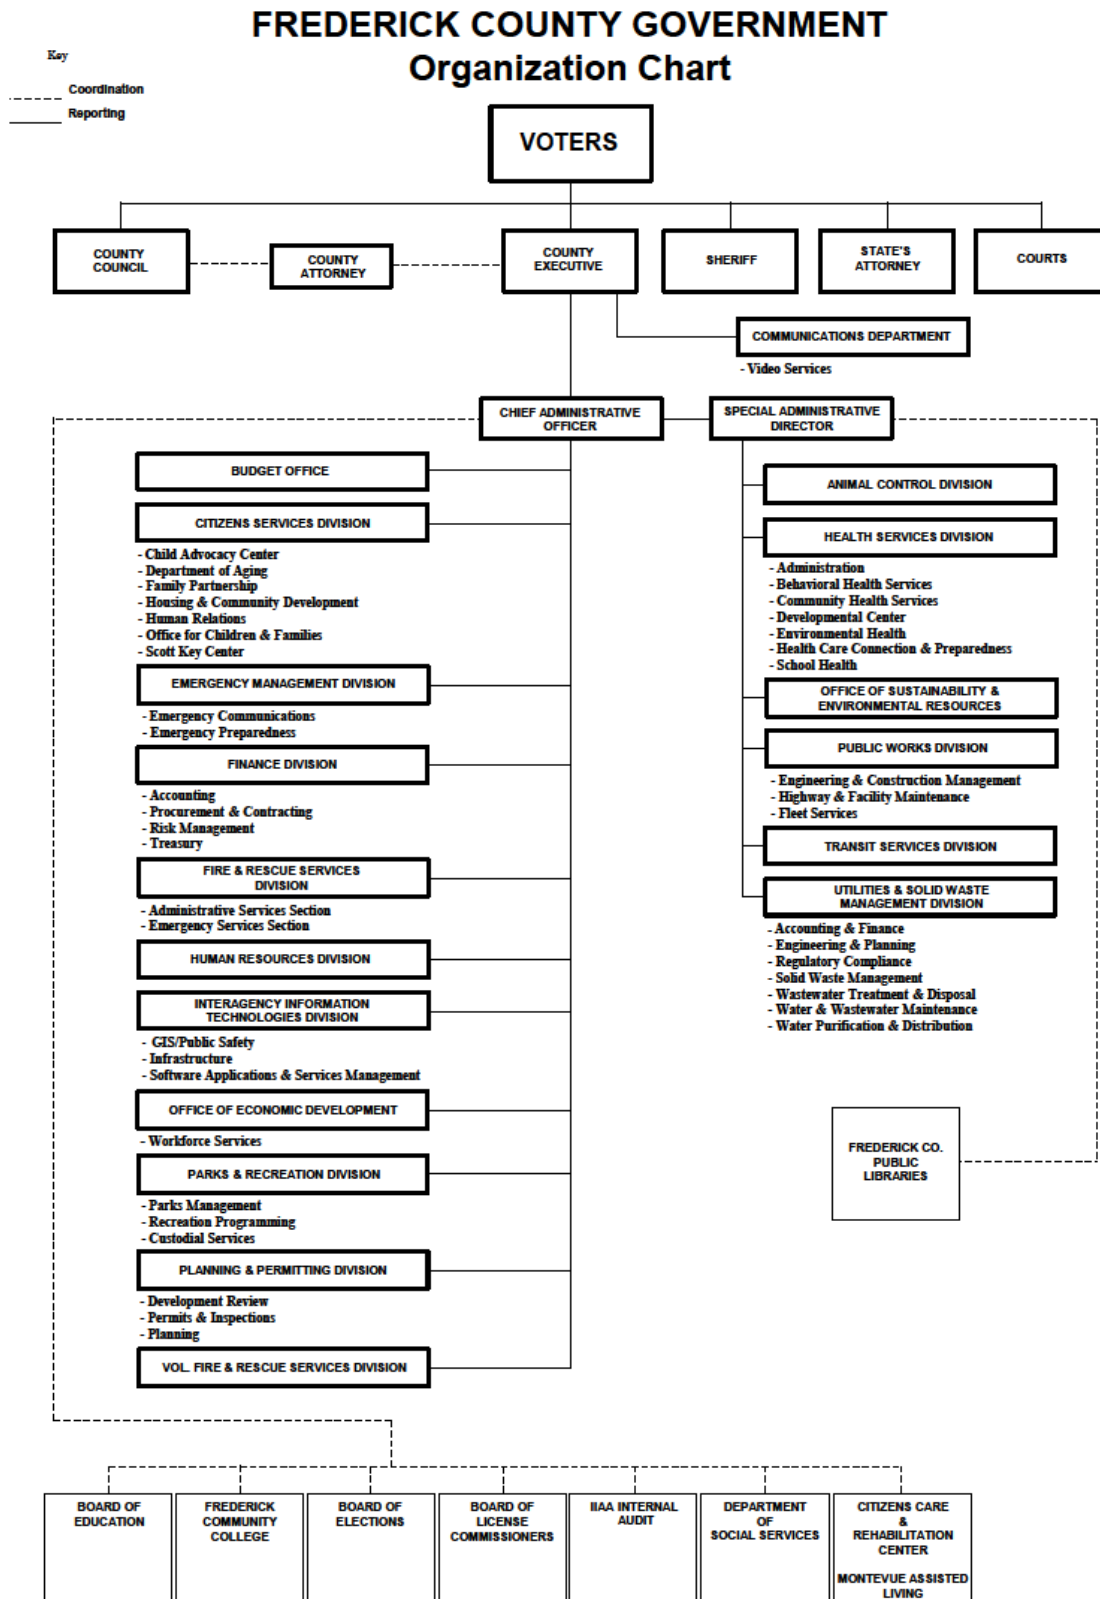 FREDERICK COUNTY GOVERNMENT
Organization Chart
Key
Coordination
Reporting
VOTERS
COUNTY
COUNCIL
COUNTY
ATTORNEY
COUNTY
EXECUTIVE
SHERIFF
STATE'S
ATTORNEY
COURTS
COMMUNICATIONS DEPARTMENT
- Video Services
CHIEF ADMINISTRATIVE
OFFICER
SPECIAL ADMINISTRATIVE
DIRECTOR
BUDGET OFFICE
CITIZENS SERVICES DIVISION
- Child Advocacy Center
- Department of Aging
- Family Partnership
- Housing & Community Development
- Human Relations
- Office for Children & Families
- Scott Key Center
EMERGENCY MANAGEMENT DIVISION
- Emergency Communications
- Emergency Preparedness
FINANCE DIVISION
- Accounting
- Procurement & Contracting
- Risk Management
- Treasury
FIRE & RESCUE SERVICES
DIVISION
- Administrative Services Section
- Emergency Services Section
HUMAN RESOURCES DIVISION
INTERAGENCY INFORMATION
TECHNOLOGIES DIVISION
- GIS/Public Safety
- Infrastructure
- Software Applications & Services Management
OFFICE OF ECONOMIC DEVELOPMENT
- Workforce Services
PARKS & RECREATION DIVISION
- Parks Management
- Recreation Programming
- Custodial Services
PLANNING & PERMITTING DIVISION
- Development Review
- Permits & Inspections
- Planning
VOL. FIRE & RESCUE SERVICES DIVISION
ANIMAL CONTROL DIVISION
HEALTH SERVICES DIVISION
- Administration
- Behavioral Health Services
- Community Health Services
- Developmental Center
- Environmental Health
- Health Care Connection & Preparedness
- School Health
OFFICE OF SUSTAINABILITY &
ENVIRONMENTAL RESOURCES
PUBLIC WORKS DIVISION
- Engineering & Construction Management
- Highway & Facility Maintenance
- Fleet Services
TRANSIT SERVICES DIVISION
UTILITIES & SOLID WASTE
MANAGEMENT DIVISION
- Accounting & Finance
- Engineering & Planning
- Regulatory Compliance
- Solid Waste Management
- Wastewater Treatment & Disposal
- Water & Wastewater Maintenance
- Water Purification & Distribution
FREDERICK CO.
PUBLIC
LIBRARIES
BOARD OF
EDUCATION
FREDERICK
COMMUNITY
COLLEGE
BOARD OF
ELECTIONS
BOARD OF
LICENSE
COMMISSIONERS
IIAA INTERNAL
AUDIT
DEPARTMENT
OF
SOCIAL SERVICES
CITIZENS CARE
&
REHABILITATION
CENTER
MONTEVUE ASSISTED
LIVING